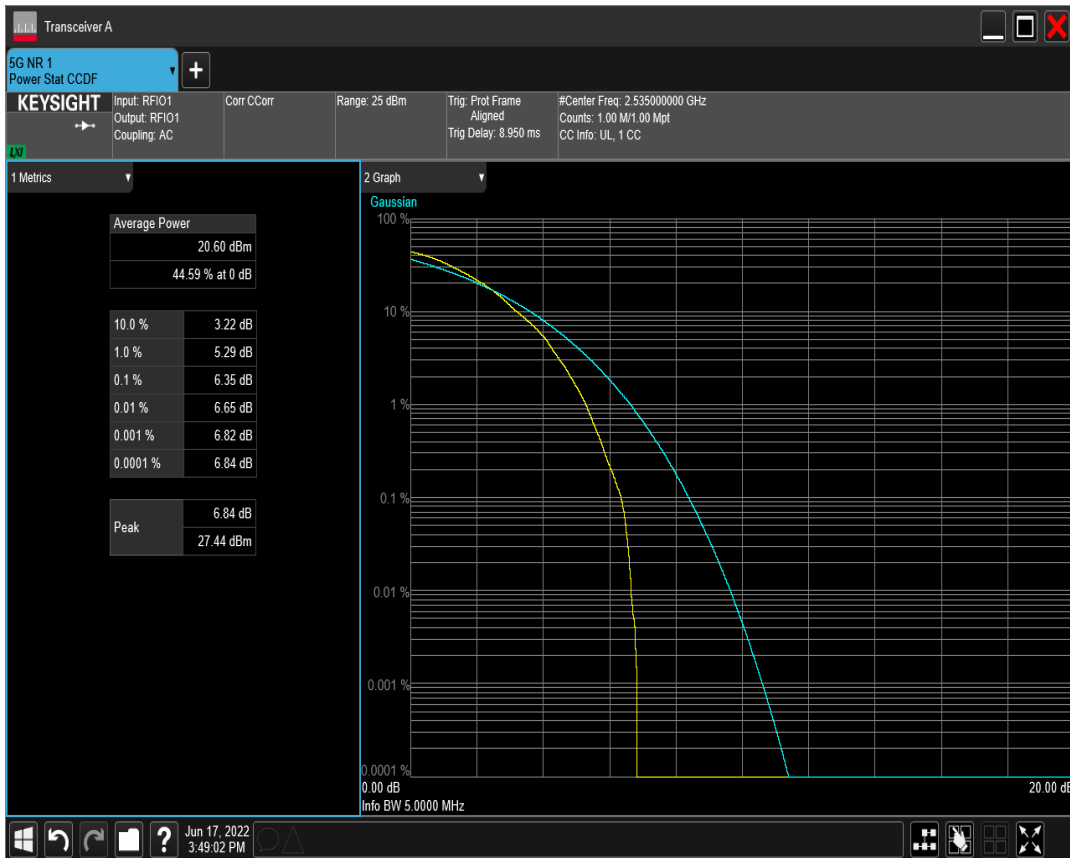 Transceiver A
5G NR 1
Power Stat CCDF
+
KEYSIGHT
LXI
Input: RFIO1
Output: RFIO1
Coupling: AC
Corr CCorr
Range: 25 dBm
Trig: Prot Frame
Aligned
Trig Delay: 8.950 ms
#Center Freq: 2.535000000 GHz
Counts: 1.00 M/1.00 Mpt
CC Info: UL, 1 CC
1 Metrics
Average Power
20.60 dBm
44.59 % at 0 dB
10.0 % 3.22 dB
1.0 % 5.29 dB
0.1 % 6.35 dB
0.01 % 6.65 dB
0.001 % 6.82 dB
0.0001 % 6.84 dB
Peak 6.84 dB
27.44 dBm
2 Graph
Gaussian
100 %
10 %
1 %
0.1 %
0.01 %
0.001 %
0.0001 %
0.00 dB 20.00 dB
Info BW 5.0000 MHz
?
Jun 17, 2022
3:49:02 PM